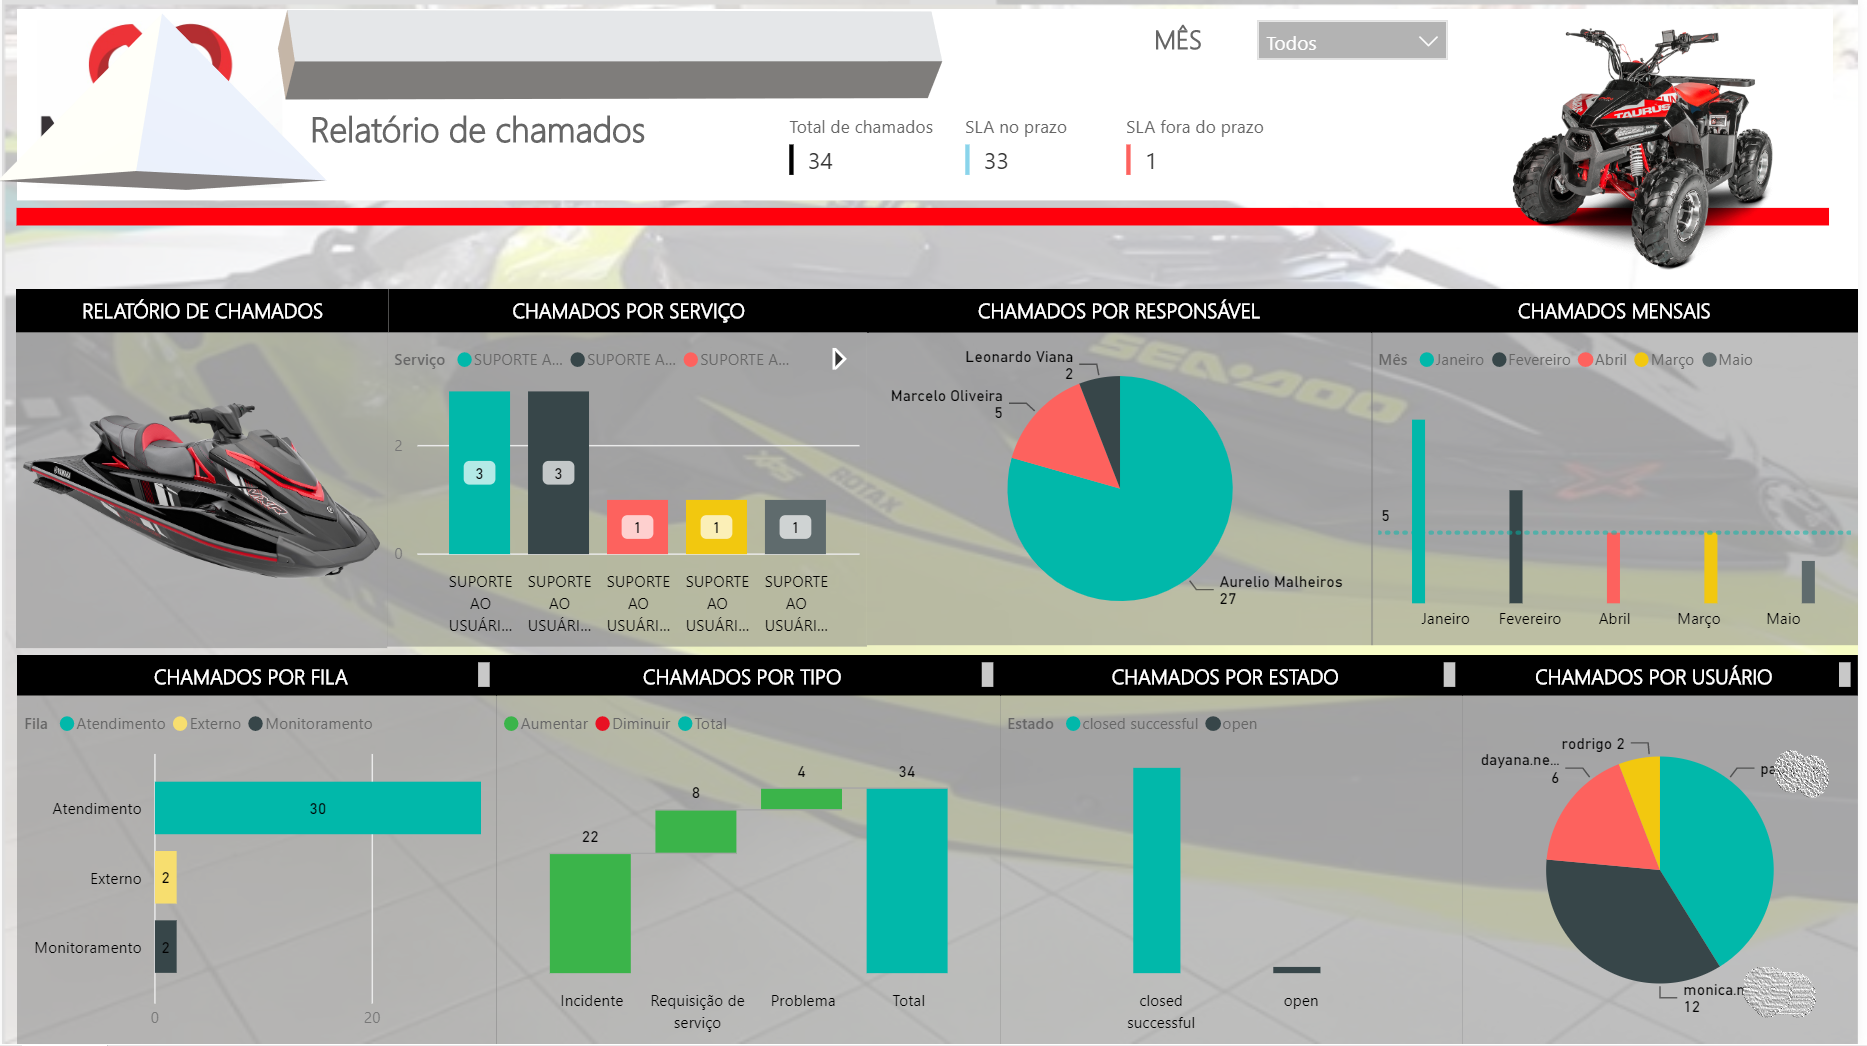 MÊS
Todos
Relatório de chamados
Total de chamados
SLA no prazo
SLA fora do prazo
34
33
1
TAURUS
RELATÓRIO DE CHAMADOS
CHAMADOS POR SERVIÇO
CHAMADOS POR RESPONSÁVEL
CHAMADOS MENSAIS
Serviço
SUPORTE A...
SUPORTE A...
SUPORTE A...
2
0
3
3
1
1
1
SUPORTE AO USUÁRI...
SUPORTE AO USUÁRI...
SUPORTE AO USUÁRI...
SUPORTE AO USUÁRI...
SUPORTE AO USUÁRI...
Leonardo Viana
2
Marcelo Oliveira
5
Aurelio Malheiros
27
SEA-DOO
ROTAX
Mês
Janeiro
Fevereiro
Abril
Março
Maio
5
Janeiro
Fevereiro
Abril
Março
Maio
CHAMADOS POR FILA
CHAMADOS POR TIPO
CHAMADOS POR ESTADO
CHAMADOS POR USUÁRIO
Fila
Atendimento
Externo
Monitoramento
Atendimento
30
Externo
2
Monitoramento
2
0
20
Aumentar
Diminuir
Total
22
8
4
34
Incidente
Requisição de serviço
Problema
Total
Estado
closed successful
open
closed successful
open
rodrigo 2
dayana.ne...
6
monica.n
12